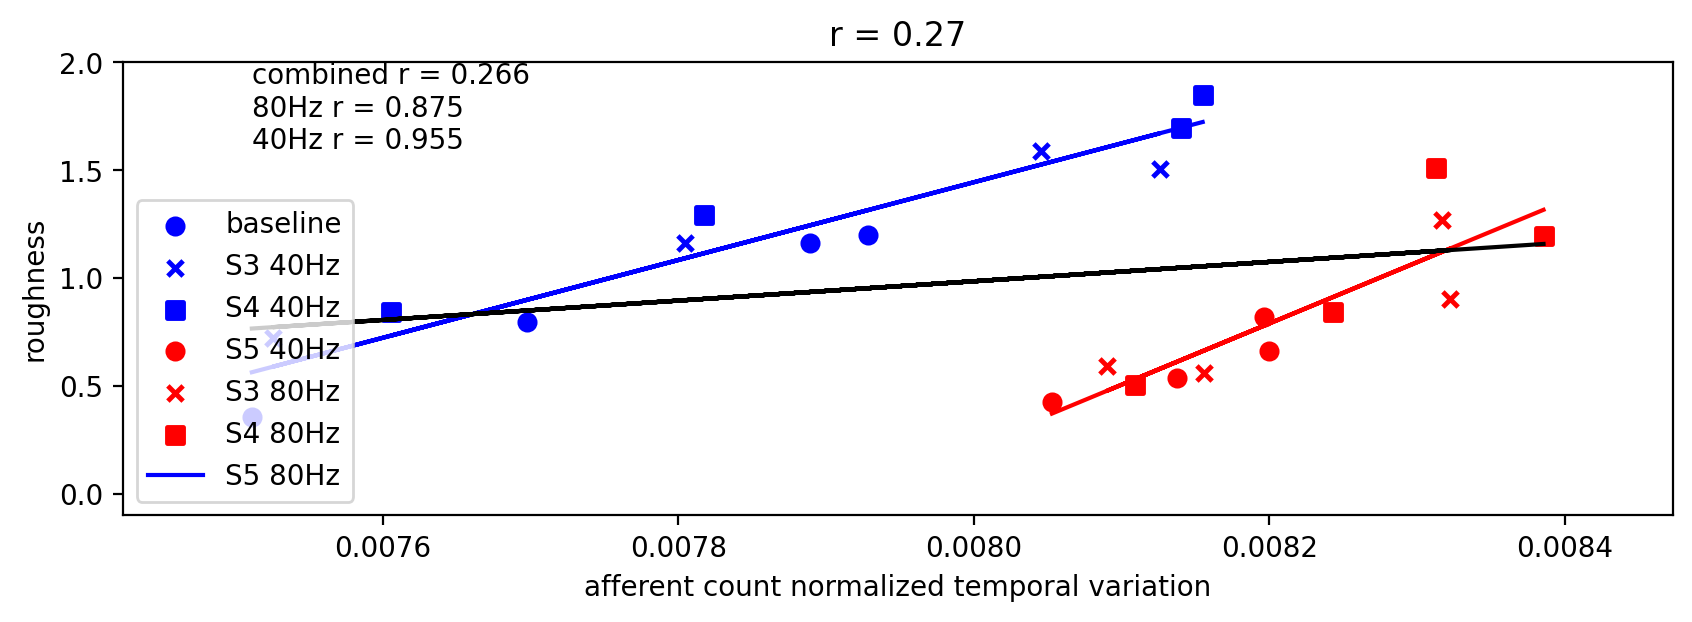 r = 0.27
combined r = 0.266
80Hz r = 0.875
40Hz r = 0.955
2.0
1.5
1.0
0.5
0.0
roughness
baseline
S3 40Hz
S4 40Hz
S5 40Hz
S3 80Hz
S4 80Hz
S5 80Hz
0.0076 0.0078 0.0080 0.0082 0.0084
afferent count normalized temporal variation